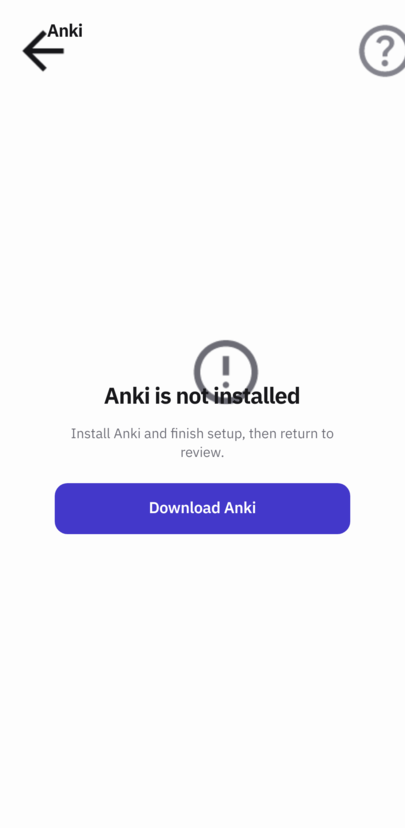 Anki
Anki is not installed
Install Anki and finish setup, then return to
review.
Download Anki